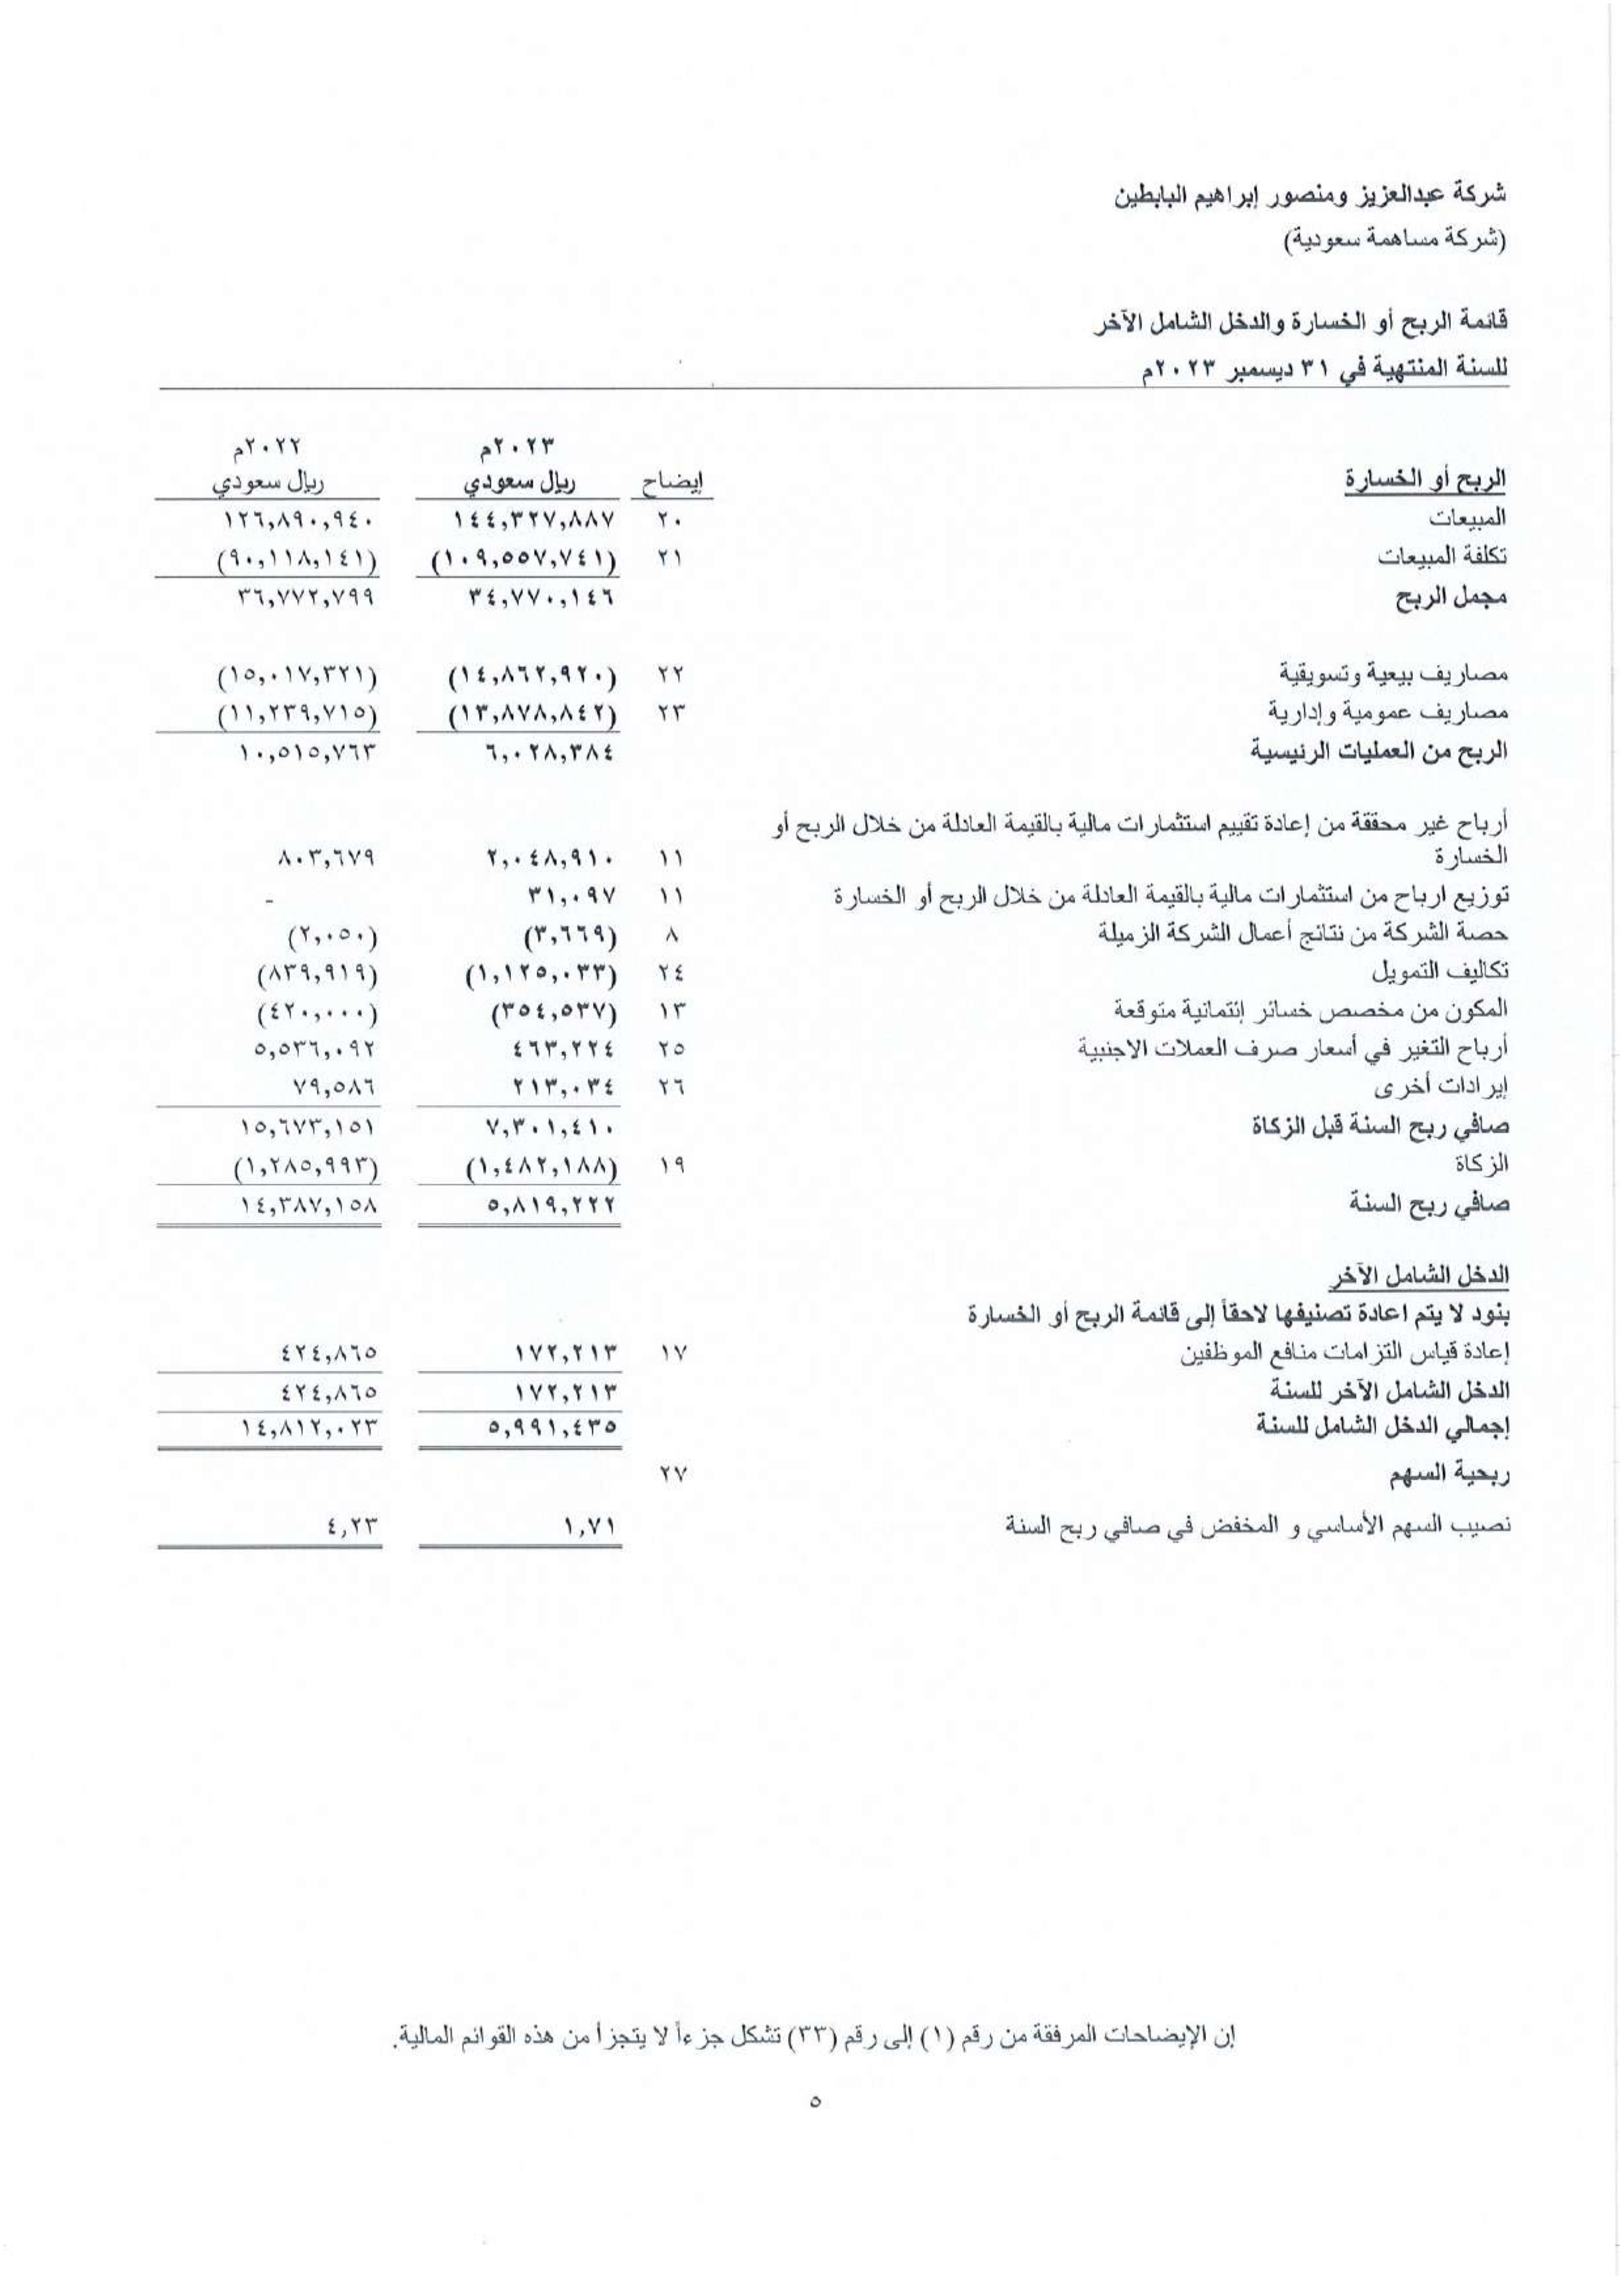 شركة عبدالعزيز ومنصور إبراهيم البابطين
(شركة مساهمة سعودية)
قائمة الربح أو الخسارة والدخل الشامل الآخر
للسنة المنتهية في ٣١ ديسمبر ٢٠٢٣م
٢٠٢٣م ٢٠٢٢م
الربح أو الخسارة إيضاح ريال سعودي ريال سعودي
المبيعات ٢٠ ١٤٤,٣٢٧,٨٨٧ ١٢٦,٨٩٠,٩٤٠
تكلفة المبيعات ٢١ (١٠٩,٥٥٧,٧٤١) (٩٠,١١٨,١٤١)
مجمل الربح ٣٤,٧٧٠,١٤٦ ٣٦,٧٧٢,٧٩٩
مصاريف بيعية وتسويقية ٢٢ (١٤,٨٦٢,٩٢٠) (١٥,٠١٧,٣٢١)
مصاريف عمومية وإدارية ٢٣ (١٣,٨٧٨,٨٤٢) (١١,٢٣٩,٧١٥)
الربح من العمليات الرئيسية ٦,٠٢٨,٣٨٤ ١٠,٥١٥,٧٦٣
أرباح غير محققة من إعادة تقييم استثمارات مالية بالقيمة العادلة من خلال الربح أو
الخسارة ١١ ٢,٠٤٨,٩١٠ ٨٠٣,٦٧٩
توزيع ارباح من استثمارات مالية بالقيمة العادلة من خلال الربح أو الخسارة ١١ ٣١,٠٩٧ -
حصة الشركة من نتائج أعمال الشركة الزميلة ٨ (٣,٦٦٩) (٢,٠٥٠)
تكاليف التمويل ٢٤ (١,١٢٥,٠٣٣) (٨٣٩,٩١٩)
المكون من مخصص خسائر إئتمانية متوقعة ١٣ (٣٥٤,٥٣٧) (٤٢٠,٠٠٠)
أرباح التغير في أسعار صرف العملات الاجنبية ٢٥ ٤٦٣,٢٢٤ ٥,٥٣٦,٠٩٢
إيرادات أخرى ٢٦ ٢١٣,٠٣٤ ٧٩,٥٨٦
صافي ربح السنة قبل الزكاة ٧,٣٠١,٤١٠ ١٥,٦٧٣,١٥١
الزكاة ١٩ (١,٤٨٢,١٨٨) (١,٢٨٥,٩٩٣)
صافي ربح السنة ٥,٨١٩,٢٢٢ ١٤,٣٨٧,١٥٨
الدخل الشامل الآخر
بنود لا يتم اعادة تصنيفها لاحقاً إلى قائمة الربح أو الخسارة
إعادة قياس التزامات منافع الموظفين ١٧ ١٧٢,٢١٣ ٤٢٤,٨٦٥
الدخل الشامل الآخر للسنة ١٧٢,٢١٣ ٤٢٤,٨٦٥
إجمالي الدخل الشامل للسنة ٥,٩٩١,٤٣٥ ١٤,٨١٢,٠٢٣
ربحية السهم ٢٧
نصيب السهم الأساسي و المخفض في صافي ربح السنة ١,٧١ ٤,٢٣
إن الإيضاحات المرفقة من رقم (١) إلى رقم (٣٣) تشكل جزءاً لا يتجزأ من هذه القوائم المالية.
٥